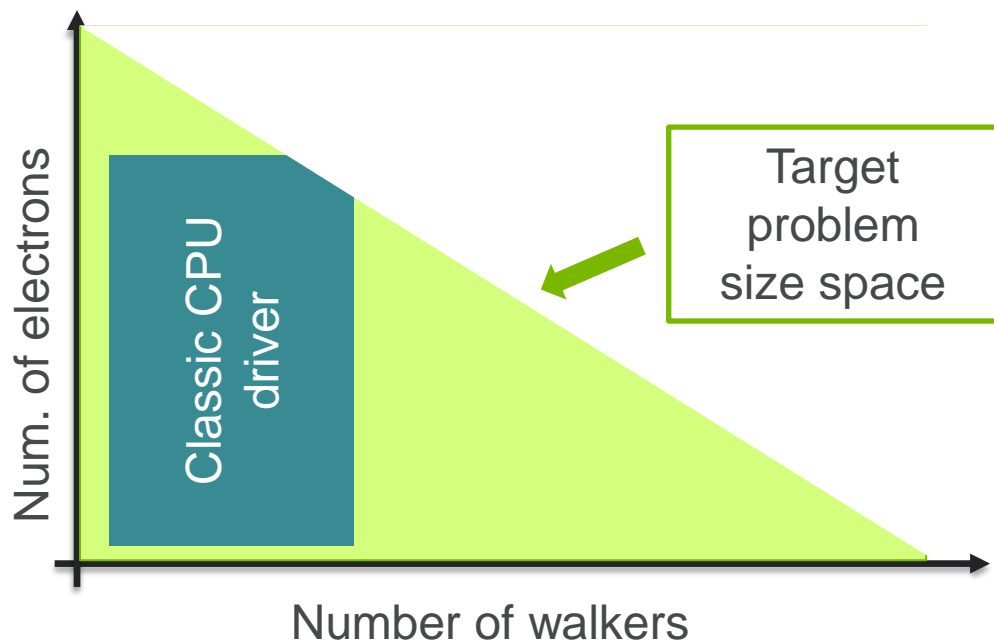 Num. of electrons
Classic CPU
driver
Target
problem
size space
Number of walkers